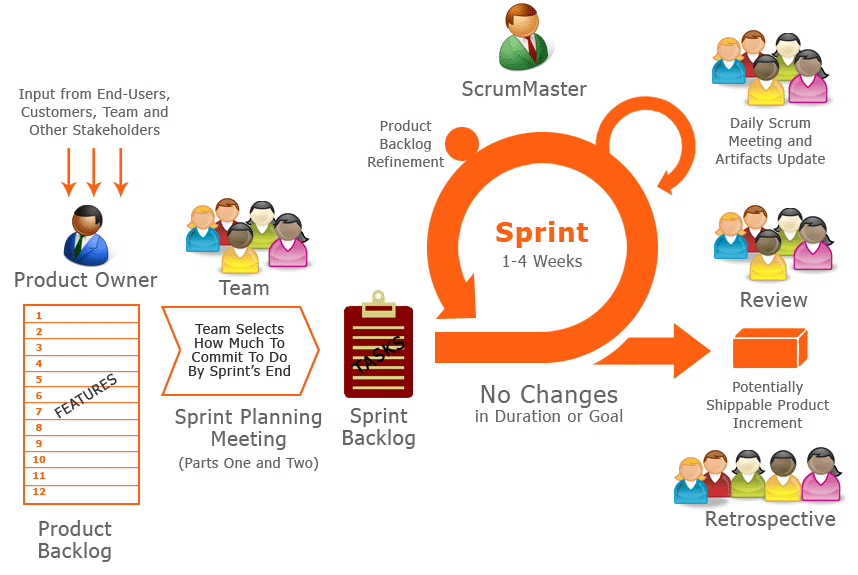 Input from End-Users,
Customers, Team and
Other Stakeholders
Product Owner
1
2
3
4
5
6
7
8
9
10
11
12
FEATURES
Product
Backlog
Team
Team Selects
How Much To
Commit To Do
By Sprint's End
Sprint Planning
Meeting
(Parts One and Two)
TASKS
Sprint
Backlog
ScrumMaster
Product
Backlog
Refinement
Sprint
1-4 Weeks
No Changes
in Duration or Goal
Daily Scrum
Meeting and
Artifacts Update
Review
Potentially
Shippable Product
Increment
Retrospective